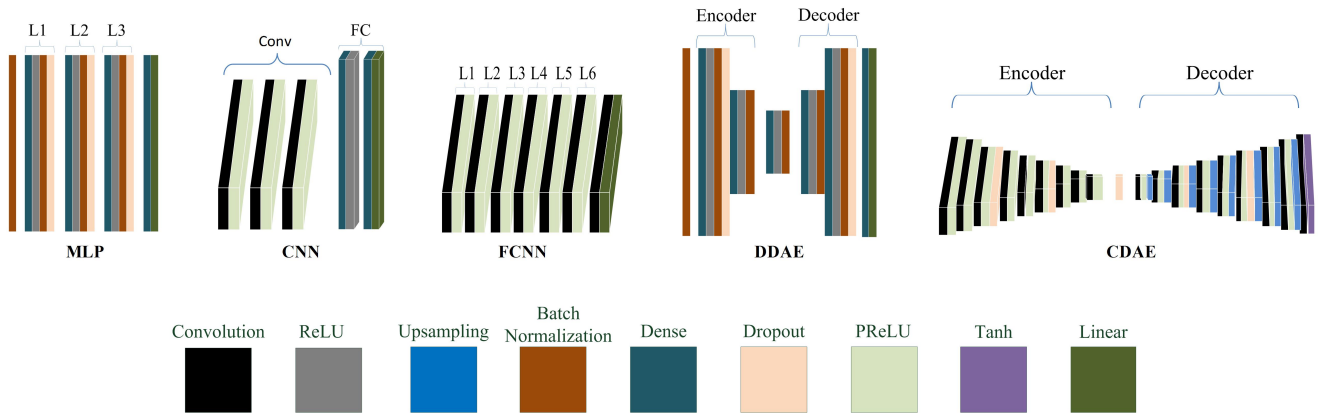 L1 L2 L3
MLP
Conv FC
CNN
L1 L2 L3 L4 L5 L6
FCNN
Encoder Decoder
DDAE
Encoder Decoder
CDAE
Convolution
ReLU
Upsampling
Batch
Normalization
Dense
Dropout
PReLU
Tanh
Linear